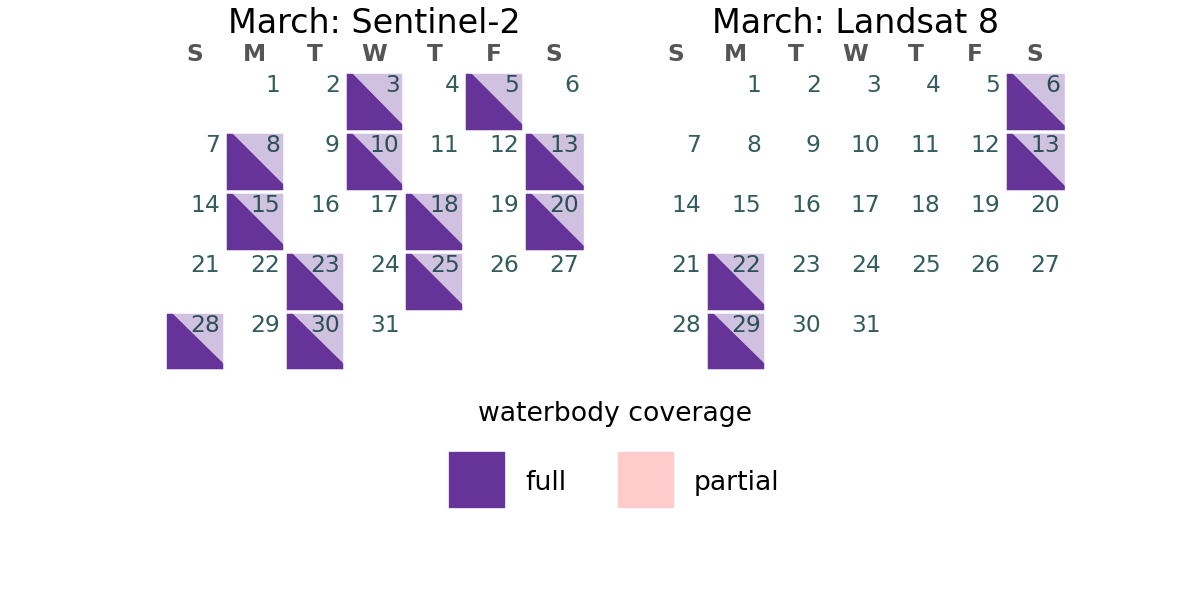 March: Sentinel-2
S M T W T F S
1 2 3 4 5 6
7 8 9 10 11 12 13
14 15 16 17 18 19 20
21 22 23 24 25 26 27
28 29 30 31
March: Landsat 8
S M T W T F S
1 2 3 4 5 6
7 8 9 10 11 12 13
14 15 16 17 18 19 20
21 22 23 24 25 26 27
28 29 30 31
waterbody coverage
full partial